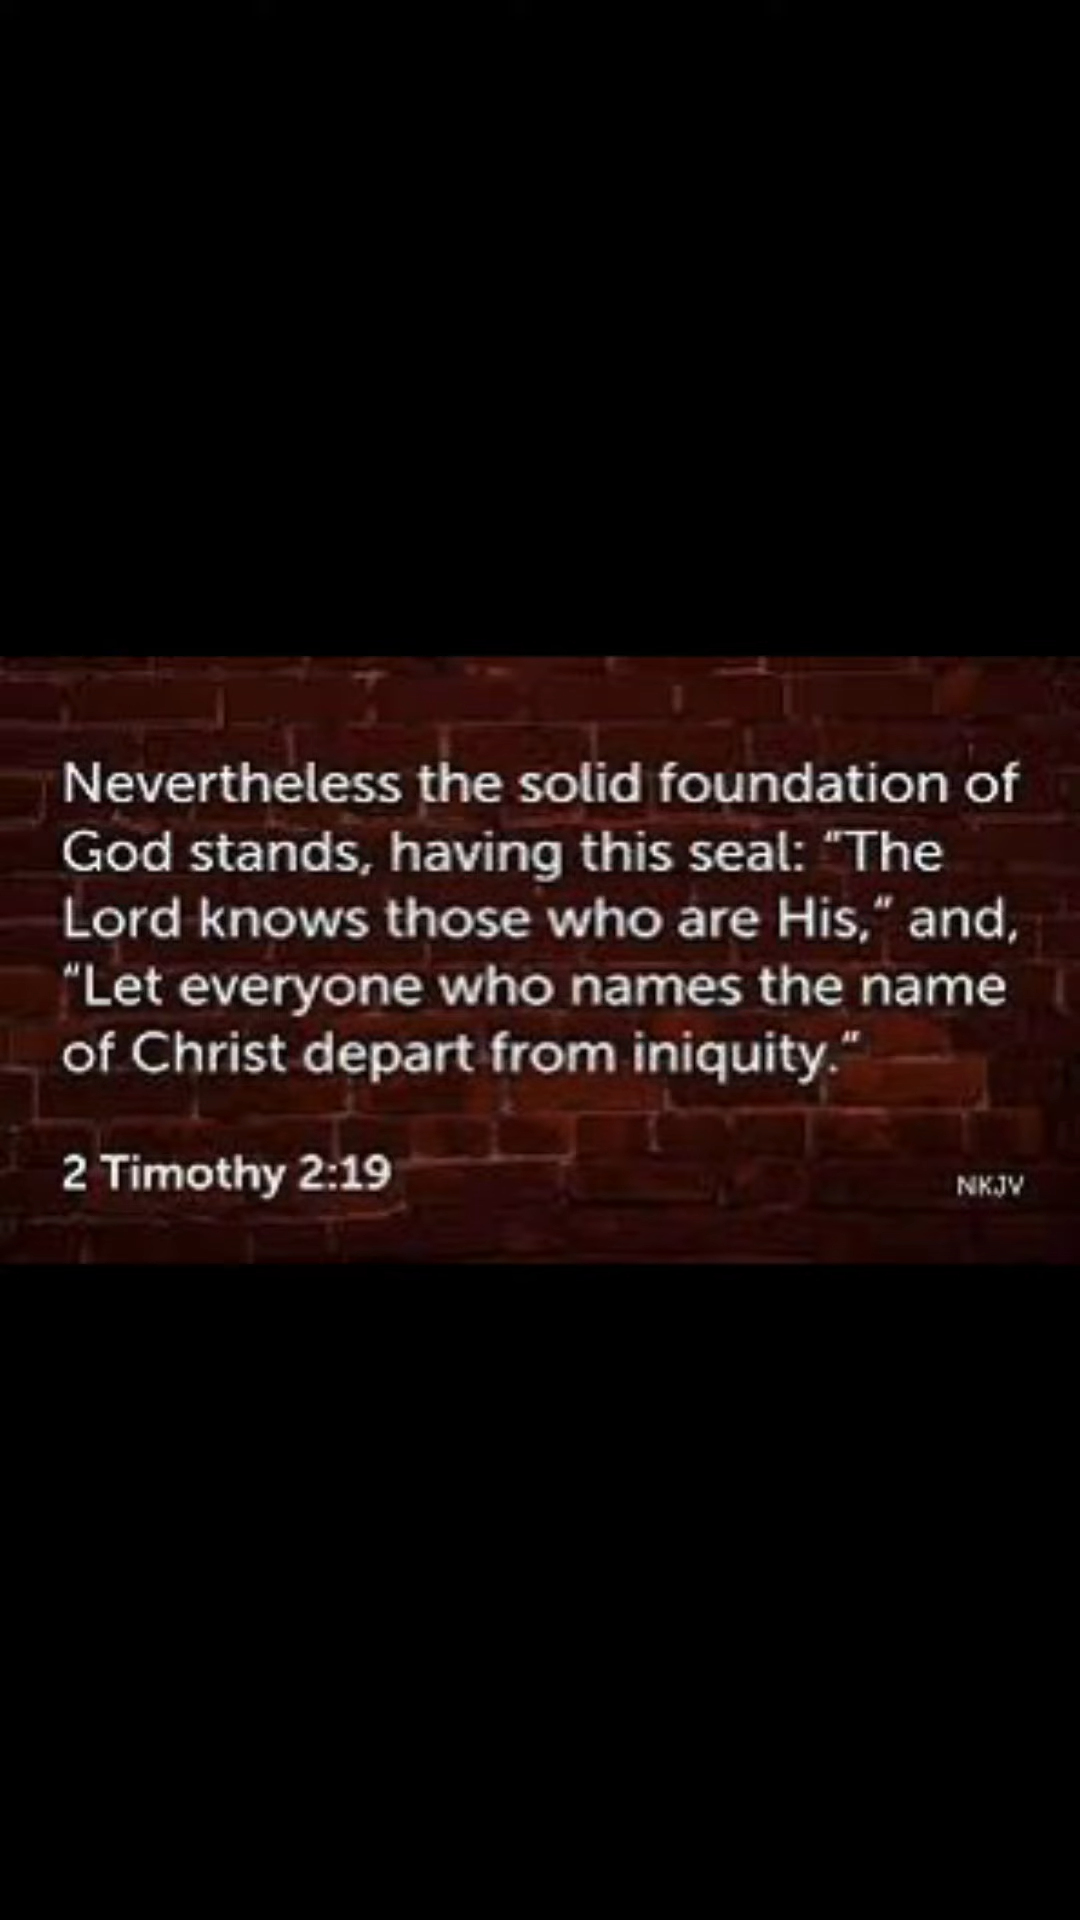 Nevertheless the solid foundation of
God stands, having this seal: “The
Lord knows those who are His,” and,
“Let everyone who names the name
of Christ depart from iniquity.”
2 Timothy 2:19
NKJV